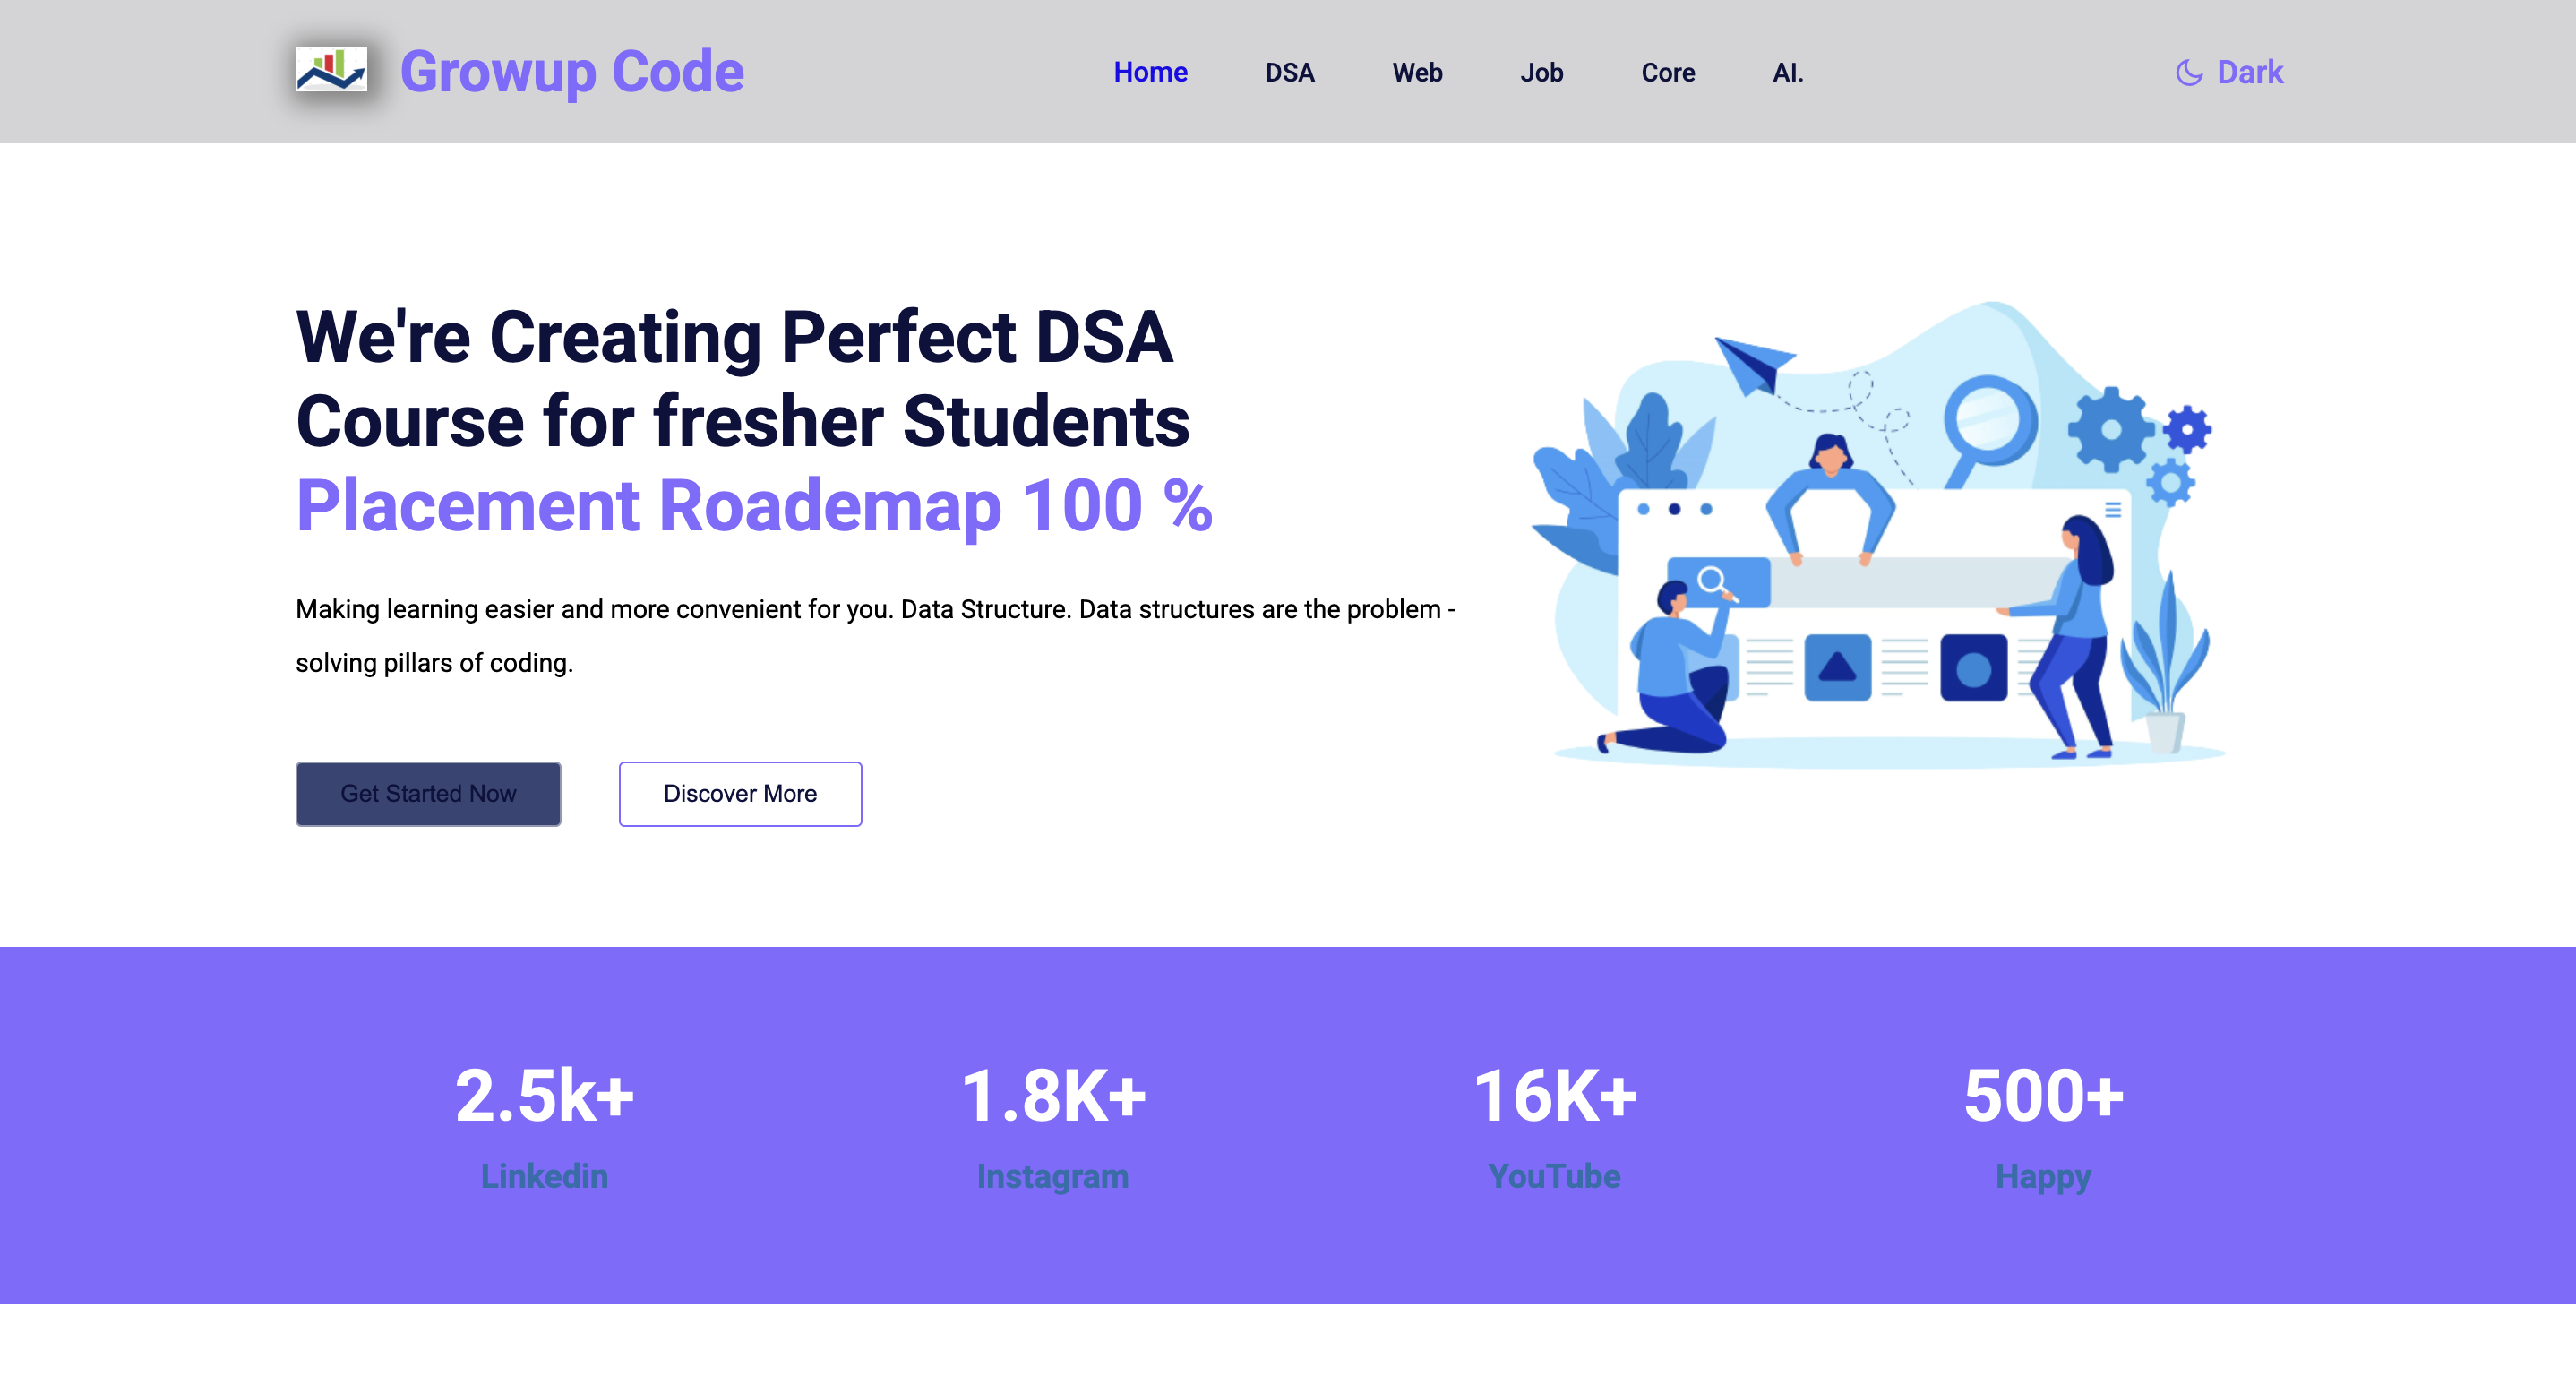 Growup Code
Home DSA Web Job Core AI.
Dark
We're Creating Perfect DSA
Course for fresher Students
Placement Roademap 100 %
Making learning easier and more convenient for you. Data Structure. Data structures are the problem -
solving pillars of coding.
Get Started Now
Discover More
2.5k+ 1.8K+ 16K+ 500+
Linkedin Instagram YouTube Happy